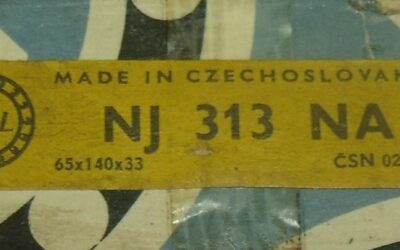 MADE IN CZECHOSLOVAK
NJ 313 NA
65x140x33
ČSN 02